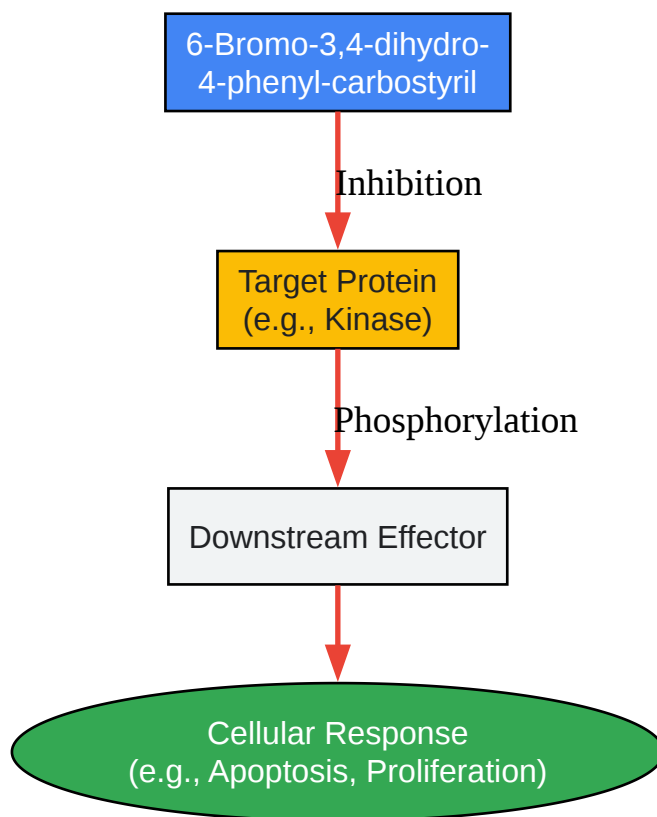 6-Bromo-3,4-dihydro-
4-phenyl-carbostyril
Inhibition
Target Protein
(e.g., Kinase)
Phosphorylation
Downstream Effector
Cellular Response
(e.g., Apoptosis, Proliferation)